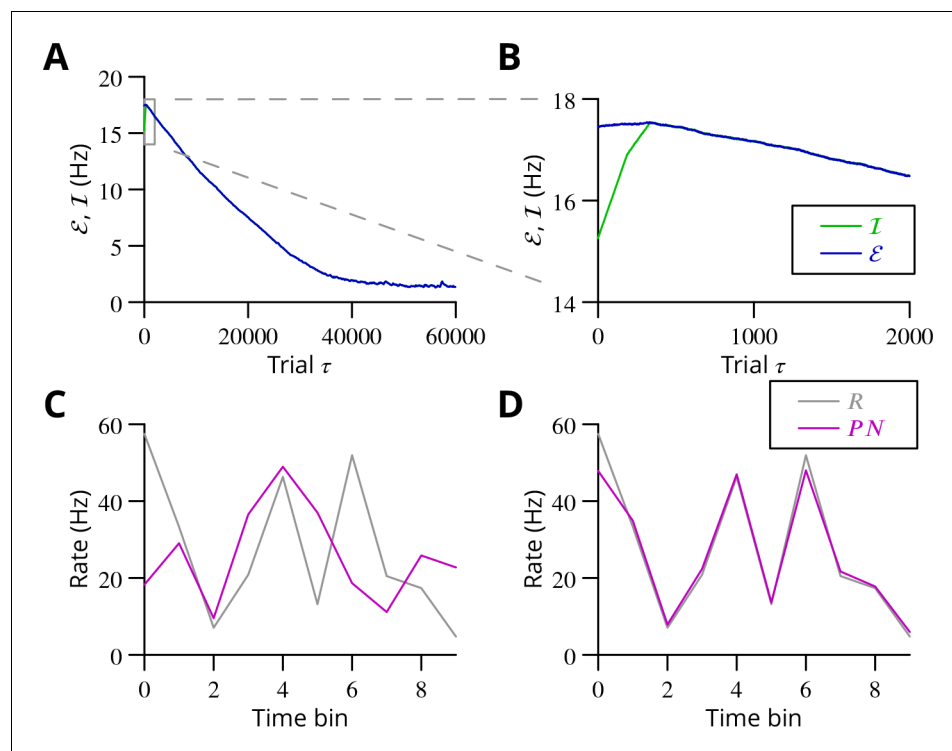 A
B
20
15
10
5
0
ℰ, ℐ (Hz)
0 20000 40000 60000
Trial τ
18
16
14
ℰ, ℐ (Hz)
0 1000 2000
Trial τ
ℐ
ℰ
C
D
60
40
20
0
Rate (Hz)
0 2 4 6 8
Time bin
60
40
20
0
Rate (Hz)
0 2 4 6 8
Time bin
R
PN